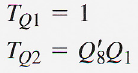 T_{Q1} = 1
T_{Q2} = Q'_8Q_1